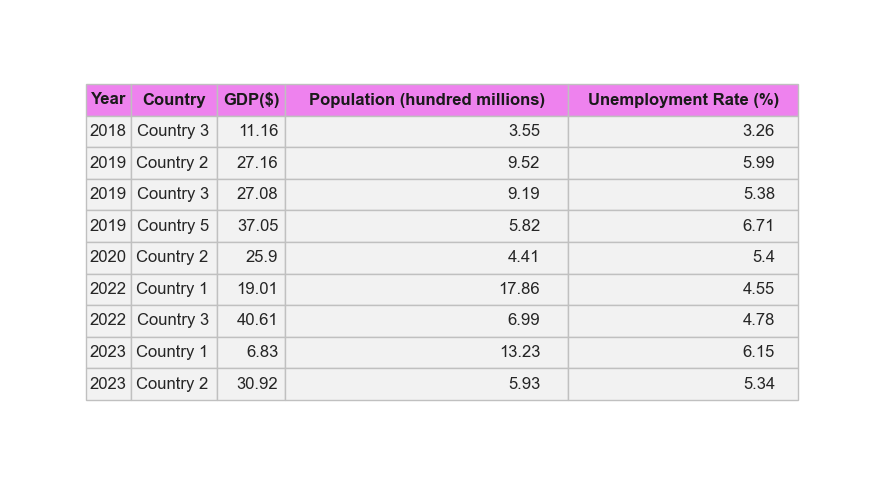 Year Country GDP($) Population (hundred millions) Unemployment Rate (%)
2018 Country 3 11.16 3.55 3.26
2019 Country 2 27.16 9.52 5.99
2019 Country 3 27.08 9.19 5.38
2019 Country 5 37.05 5.82 6.71
2020 Country 2 25.9 4.41 5.4
2022 Country 1 19.01 17.86 4.55
2022 Country 3 40.61 6.99 4.78
2023 Country 1 6.83 13.23 6.15
2023 Country 2 30.92 5.93 5.34